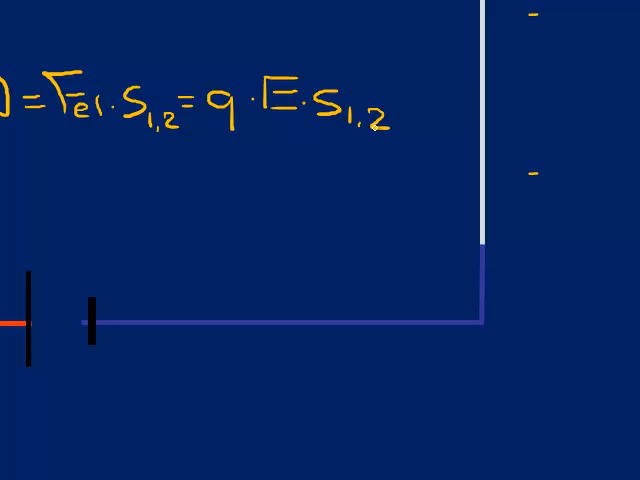 ) = Fel · S1,2 = q · E · S1,2
-
-